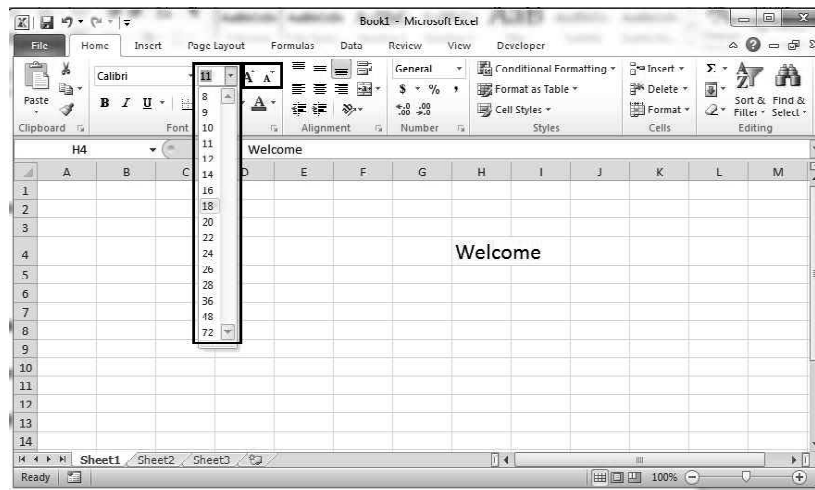 Book1 - Microsoft Excel
File Home Insert Page Layout Formulas Data Review View Developer
Calibri 11 A A General Conditional Formatting Insert Σ
Paste B I U A $ % , Format as Table Delete Sort & Find &
Cell Styles Format Filter Select
Clipboard Font Alignment Number Styles Cells Editing
H4 Welcome
A B C D E F G H I J K L M
8
9
10
11
12
14
16
18
20
22
24
26
28
36
48
72
1
2
3
4 Welcome
5
6
7
8
9
10
11
12
13
14
Sheet1 Sheet2 Sheet3
Ready 100%